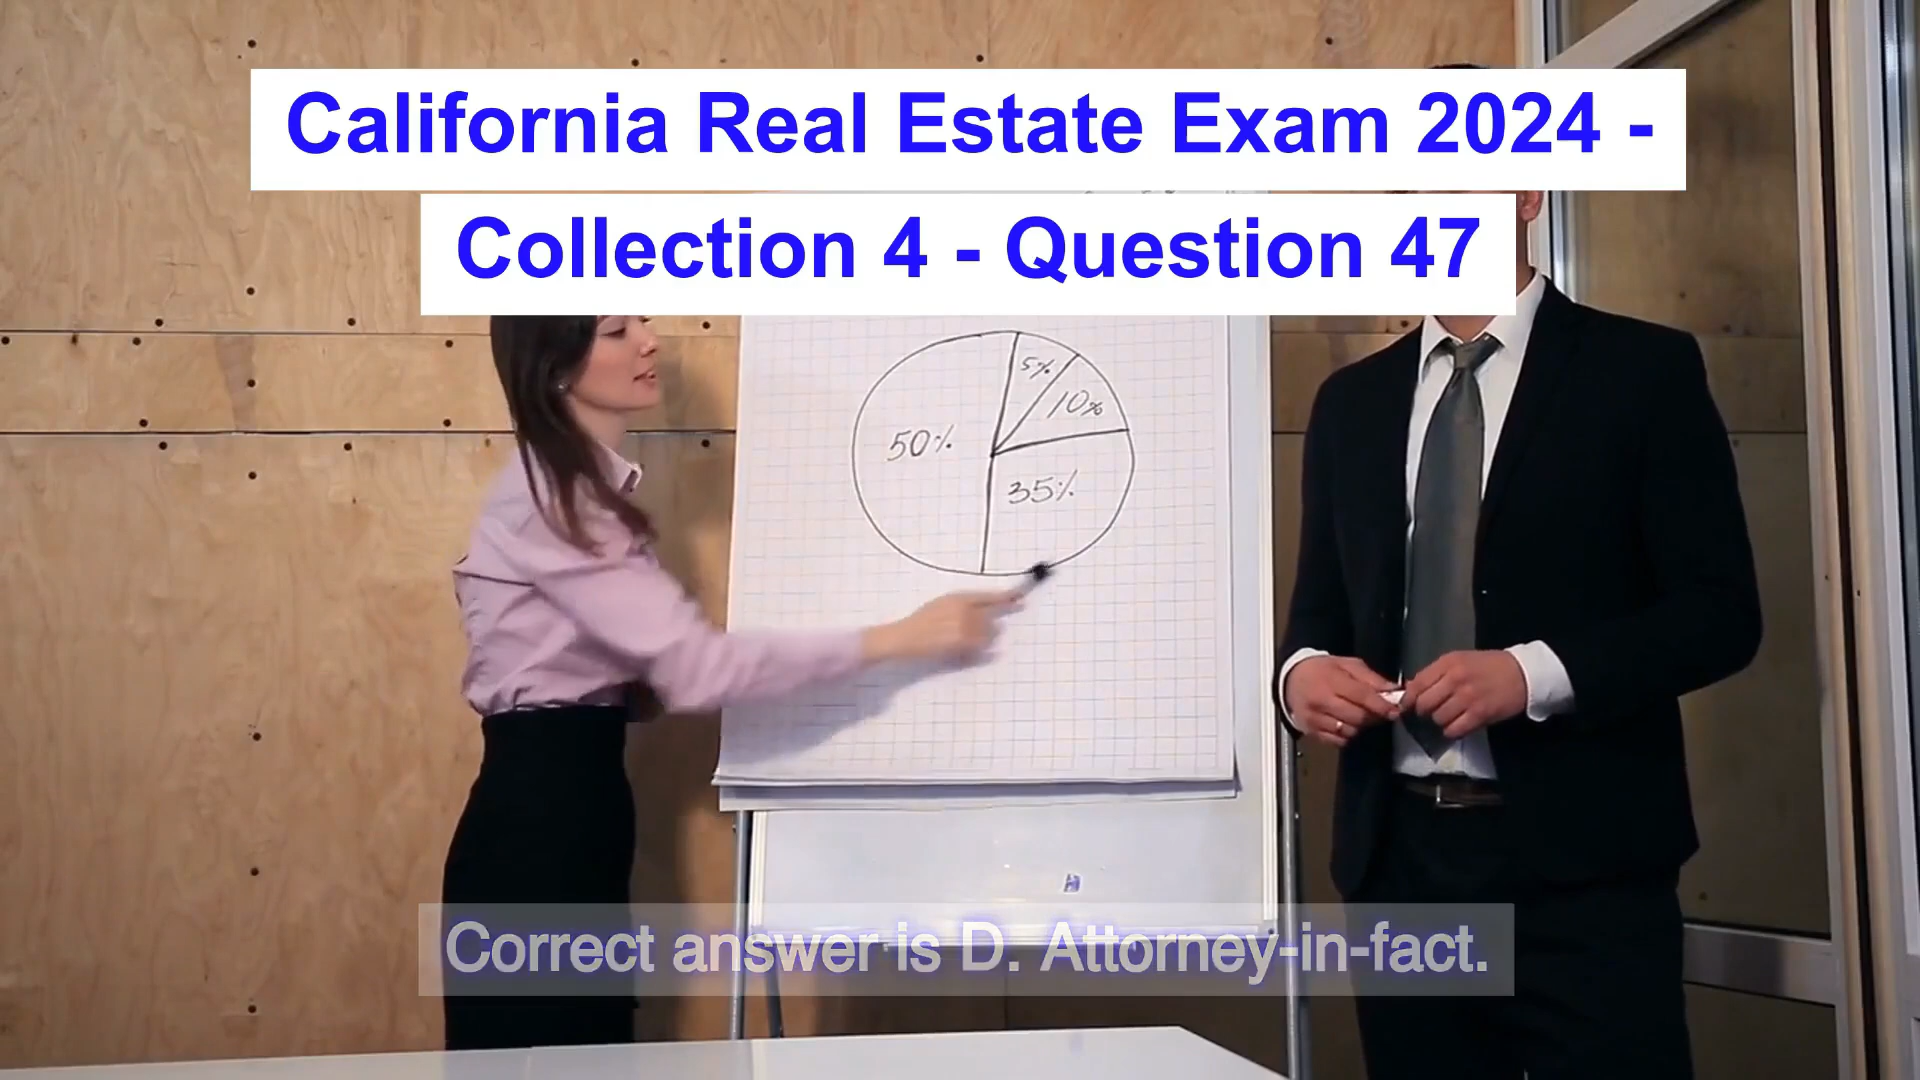 California Real Estate Exam 2024 -
Collection 4 - Question 47
5%
10%
50%
35%
Correct answer is D. Attorney-in-fact.